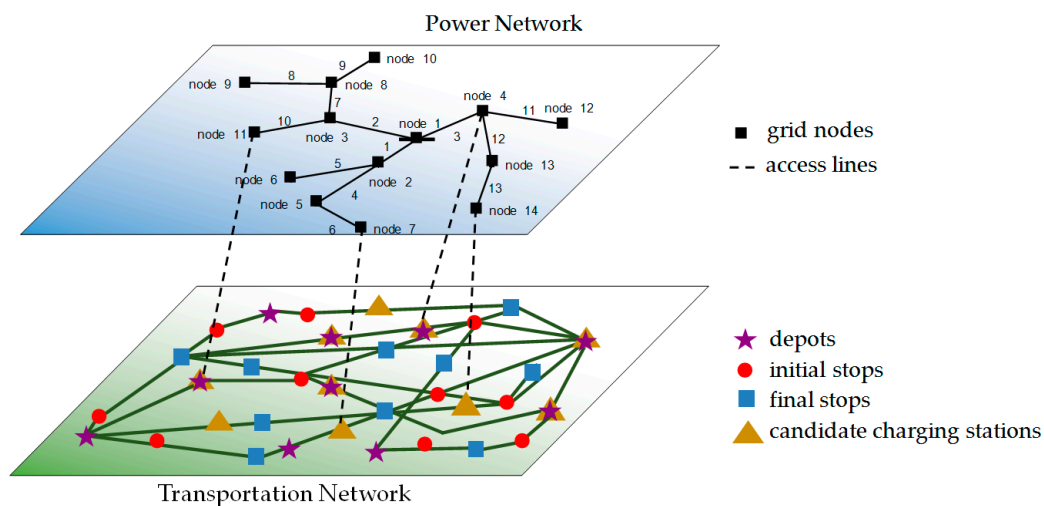 Power Network
node 10
9
8
node 9
node 8
node 4
7
11
node 12
10
2
node 1
3
node 11
node 3
12
1
5
node 13
node 6
node 2
4
13
node 5
node 14
6
node 7
grid nodes
access lines
depots
initial stops
final stops
candidate charging stations
Transportation Network